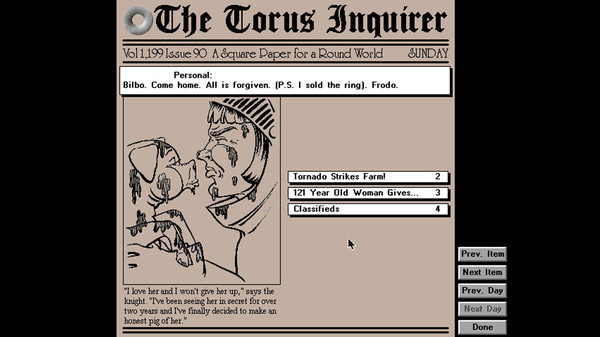 The Torus Inquirer
Vol 1,199 Issue 90 A Square Paper for a Round World SUNDAY
Personal:
Bilbo. Come home. All is forgiven. (P.S. I sold the ring). Frodo.
Tornado Strikes Farm! 2
121 Year Old Woman Gives... 3
Classifieds 4
"I love her and I won't give her up," says the
knight. "I've been seeing her in secret for over
two years and I've finally decided to make an
honest pig of her."
Prev. Item
Next Item
Prev. Day
Next Day
Done